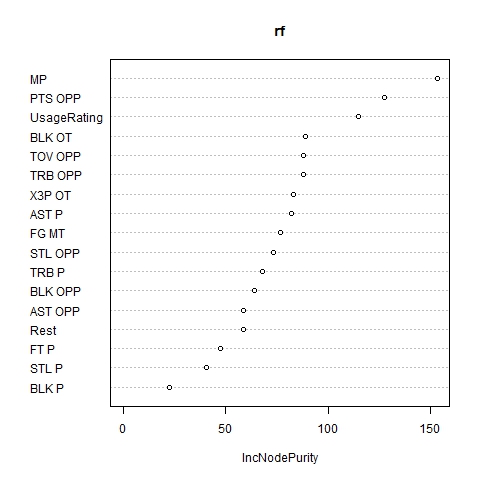 rf
MP
PTS OPP
UsageRating
BLK OT
TOV OPP
TRB OPP
X3P OT
AST P
FG MT
STL OPP
TRB P
BLK OPP
AST OPP
Rest
FT P
STL P
BLK P
0 50 100 150
IncNodePurity